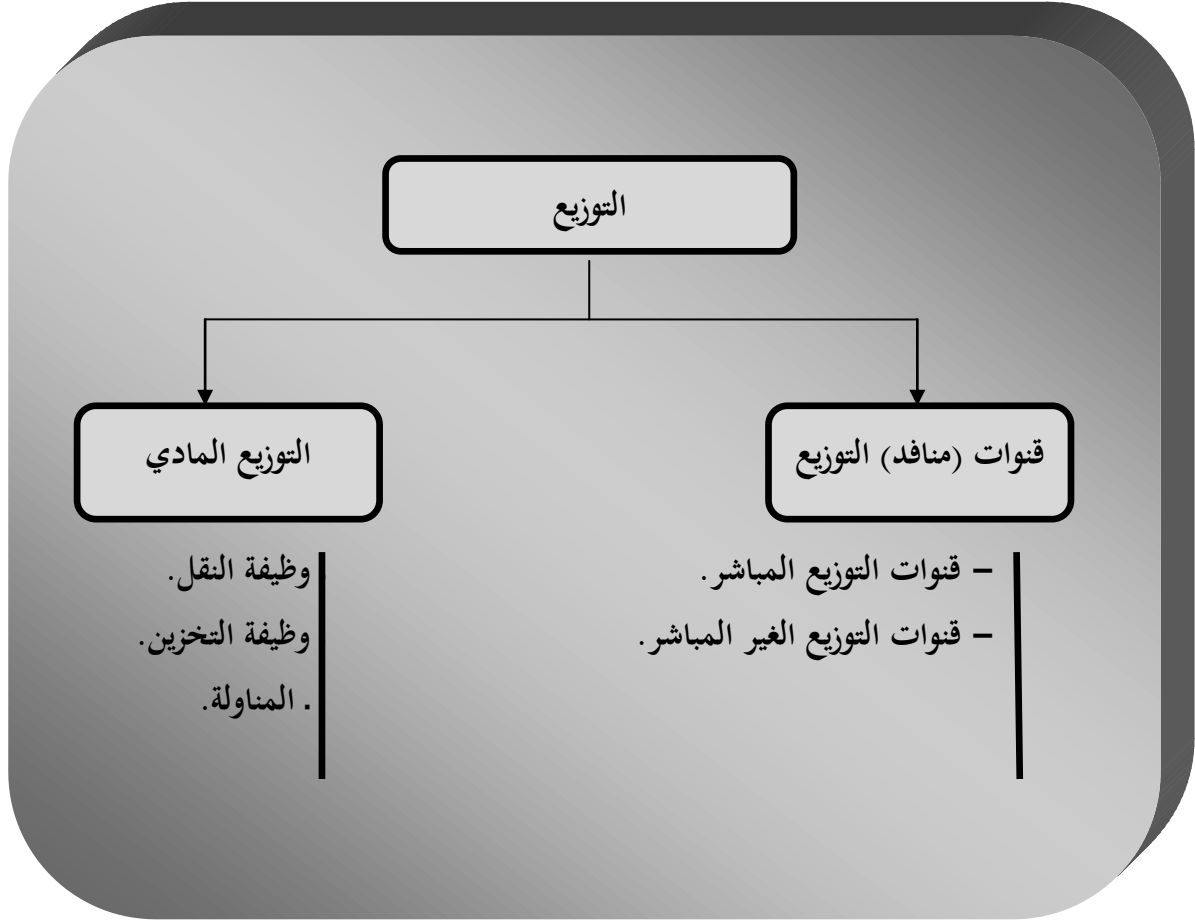 التوزيع
قنوات (منافد) التوزيع
– قنوات التوزيع المباشر.
– قنوات التوزيع الغير المباشر.
التوزيع المادي
وظيفة النقل.
وظيفة التخزين.
. المناولة.